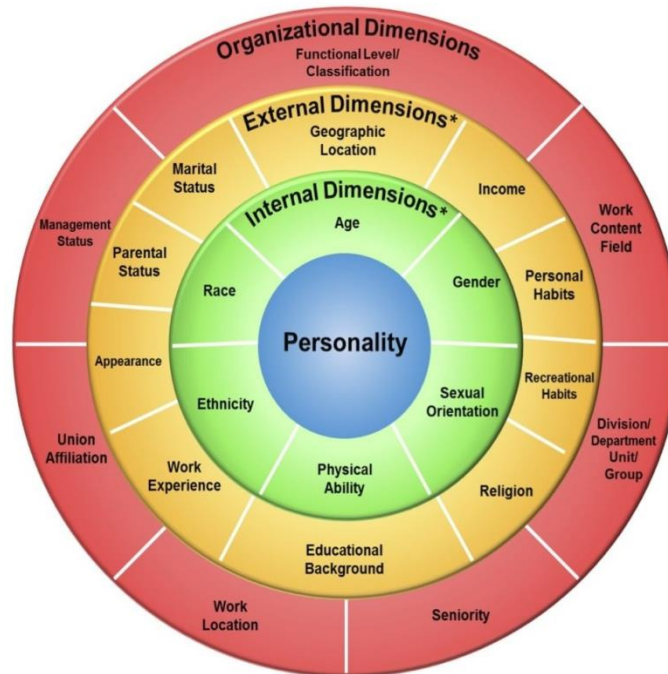 Organizational Dimensions
Functional Level/
Classification
External Dimensions*
Geographic
Location
Marital
Status
Income
Internal Dimensions*
Age
Management
Status
Work
Content
Field
Parental
Status
Personal
Habits
Race
Gender
Personality
Appearance
Recreational
Habits
Ethnicity
Sexual
Orientation
Union
Affiliation
Division/
Department
Unit/
Group
Work
Experience
Physical
Ability
Religion
Educational
Background
Work
Location
Seniority